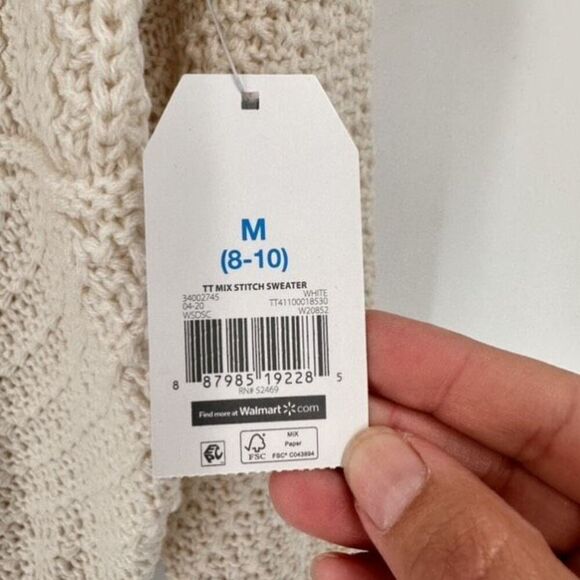 M
(8-10)
TT MIX STITCH SWEATER
34002745 WHITE
04-20 TT41100018530
WSDSC W20852
8 87985 19228 5
RN# 52469
Find more at Walmart.com
FSC
MIX
Paper
FSC® C043894